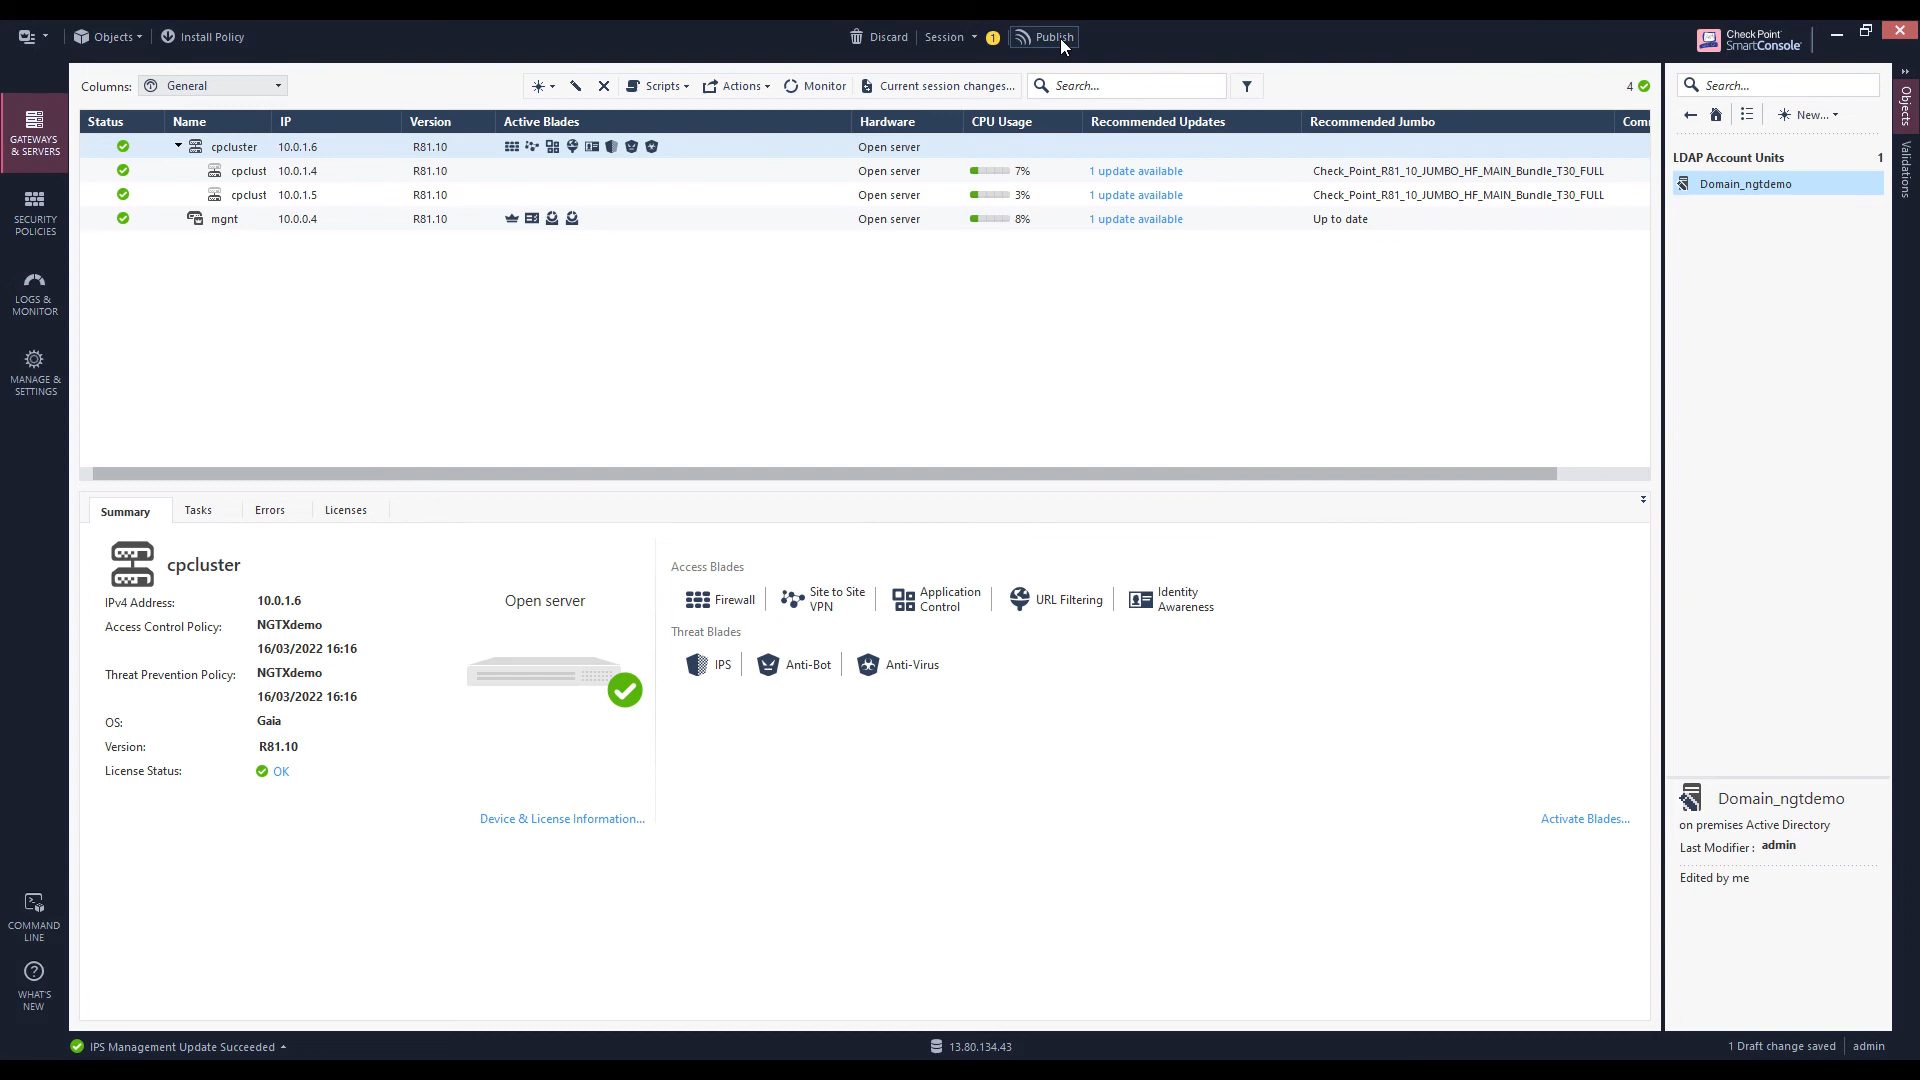 Objects
Install Policy
Discard
Session
1
Publish
Check Point
SmartConsole
Columns:
General
Scripts
Actions
Monitor
Current session changes...
Search...
4
Status
Name
IP
Version
Active Blades
Hardware
CPU Usage
Recommended Updates
Recommended Jumbo
Com
cpcluster
10.0.1.6
R81.10
Open server
cpclust
10.0.1.4
R81.10
Open server
7%
1 update available
Check_Point_R81_10_JUMBO_HF_MAIN_Bundle_T30_FULL
cpclust
10.0.1.5
R81.10
Open server
3%
1 update available
Check_Point_R81_10_JUMBO_HF_MAIN_Bundle_T30_FULL
mgnt
10.0.0.4
R81.10
Open server
8%
1 update available
Up to date
GATEWAYS
& SERVERS
SECURITY
POLICIES
LOGS &
MONITOR
MANAGE &
SETTINGS
COMMAND
LINE
WHAT'S
NEW
Summary
Tasks
Errors
Licenses
cpcluster
IPv4 Address:
10.0.1.6
Access Control Policy:
NGTXdemo
16/03/2022 16:16
Threat Prevention Policy:
NGTXdemo
16/03/2022 16:16
OS:
Gaia
Version:
R81.10
License Status:
OK
Open server
Device & License Information...
Access Blades
Firewall
Site to Site
VPN
Application
Control
URL Filtering
Identity
Awareness
Threat Blades
IPS
Anti-Bot
Anti-Virus
Activate Blades...
Search...
New...
LDAP Account Units
1
Domain_ngtdemo
Objects
Validations
Domain_ngtdemo
on premises Active Directory
Last Modifier :
admin
Edited by me
IPS Management Update Succeeded
13.80.134.43
1 Draft change saved
admin